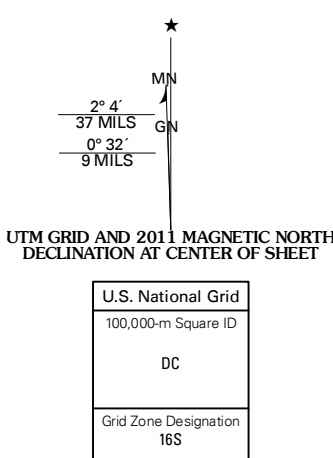 MN
2° 4´
37 MILS
GN
0° 32´
9 MILS
UTM GRID AND 2011 MAGNETIC NORTH
DECLINATION AT CENTER OF SHEET
U.S. National Grid
100,000-m Square ID
DC
Grid Zone Designation
16S